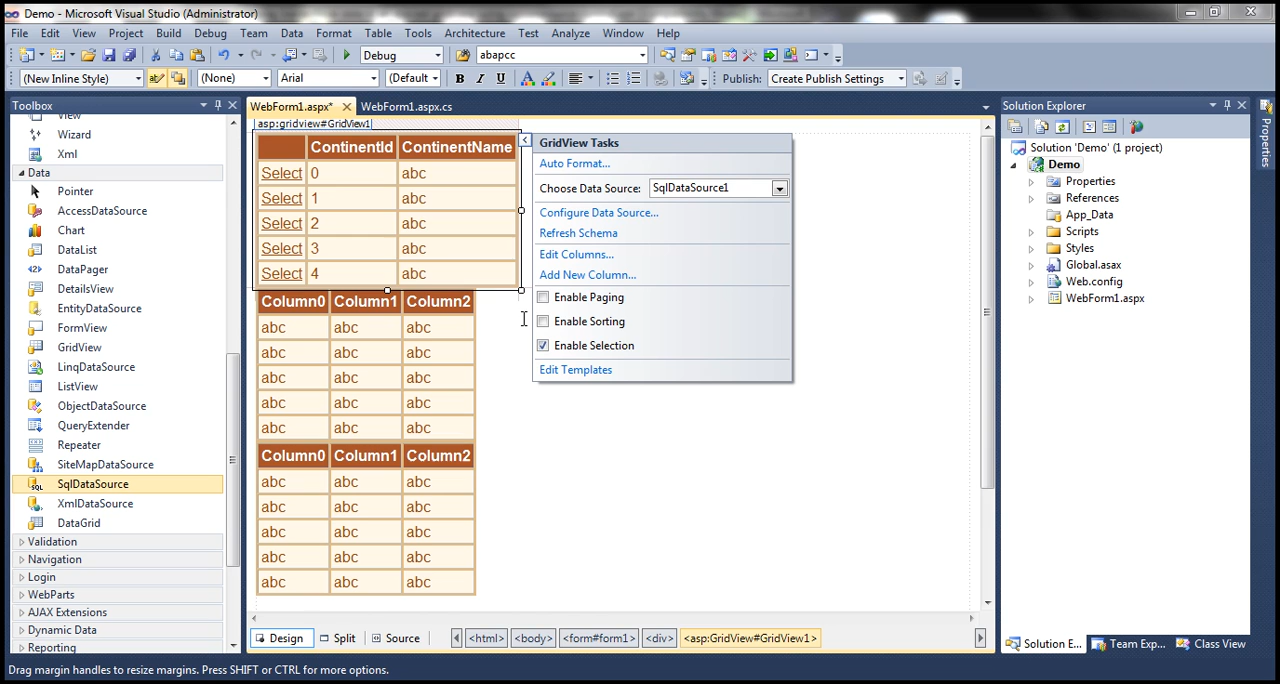 Demo - Microsoft Visual Studio (Administrator)
File Edit View Project Build Debug Team Data Format Table Tools Architecture Test Analyze Window Help
Debug abapcc
(New Inline Style) (None) Arial (Default B I U A Publish: Create Publish Settings
Toolbox
View
Wizard
Xml
Data
Pointer
AccessDataSource
Chart
DataList
DataPager
DetailsView
EntityDataSource
FormView
GridView
LinqDataSource
ListView
ObjectDataSource
QueryExtender
Repeater
SiteMapDataSource
SQL SqlDataSource
XmlDataSource
DataGrid
Validation
Navigation
Login
WebParts
AJAX Extensions
Dynamic Data
Reporting
WebForm1.aspx* WebForm1.aspx.cs
asp:gridview#GridView1
ContinentId ContinentName
Select 0 abc
Select 1 abc
Select 2 abc
Select 3 abc
Select 4 abc
Column0 Column1 Column2
abc abc abc
abc abc abc
abc abc abc
abc abc abc
abc abc abc
Column0 Column1 Column2
abc abc abc
abc abc abc
abc abc abc
abc abc abc
abc abc abc
GridView Tasks
Auto Format...
Choose Data Source: SqlDataSource1
Configure Data Source...
Refresh Schema
Edit Columns...
Add New Column...
Enable Paging
Enable Sorting
Enable Selection
Edit Templates
Design Split Source <html> <body> <form#form1> <div> <asp:GridView#GridView1>
Solution Explorer
Solution 'Demo' (1 project)
Demo
Properties
References
App_Data
Scripts
Styles
Global.asax
Web.config
WebForm1.aspx
Solution E... Team Exp... Class View
Properties
Drag margin handles to resize margins. Press SHIFT or CTRL for more options.